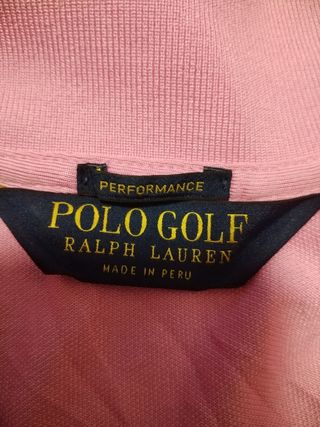 PERFORMANCE
POLO GOLF
RALPH LAUREN
MADE IN PERU